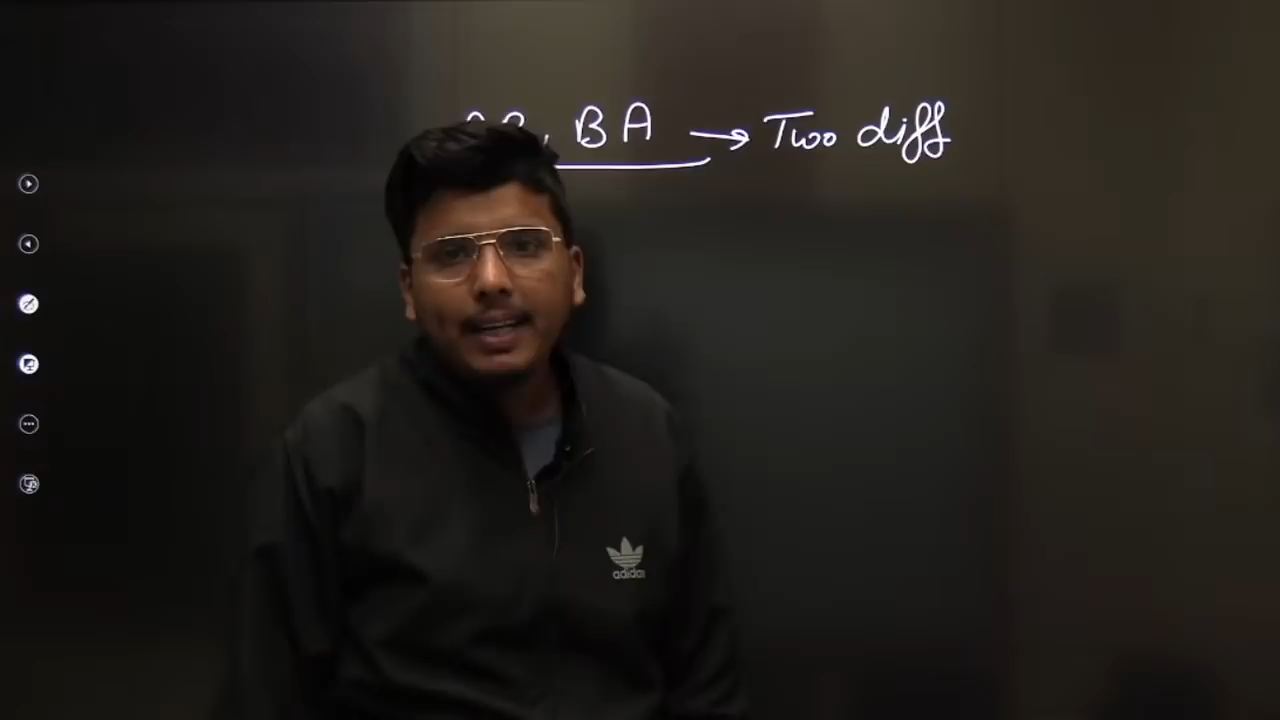 , BA → Two diff
adidas